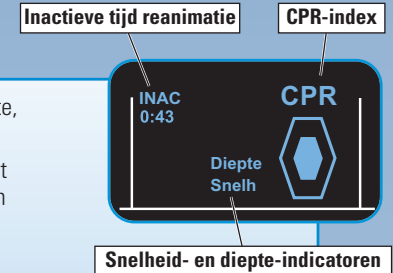 Inactieve tijd reanimatie
CPR-index
INAC
0:43
CPR
Diepte
Snelh
Snelheid- en diepte-indicatoren